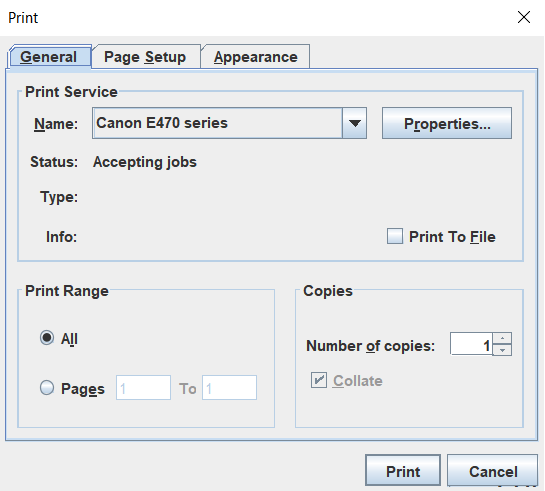 Print
General Page Setup Appearance
Print Service
Name: Canon E470 series Properties...
Status: Accepting jobs
Type:
Info: Print To File
Print Range
All
Pages 1 To 1
Copies
Number of copies: 1
Collate
Print Cancel